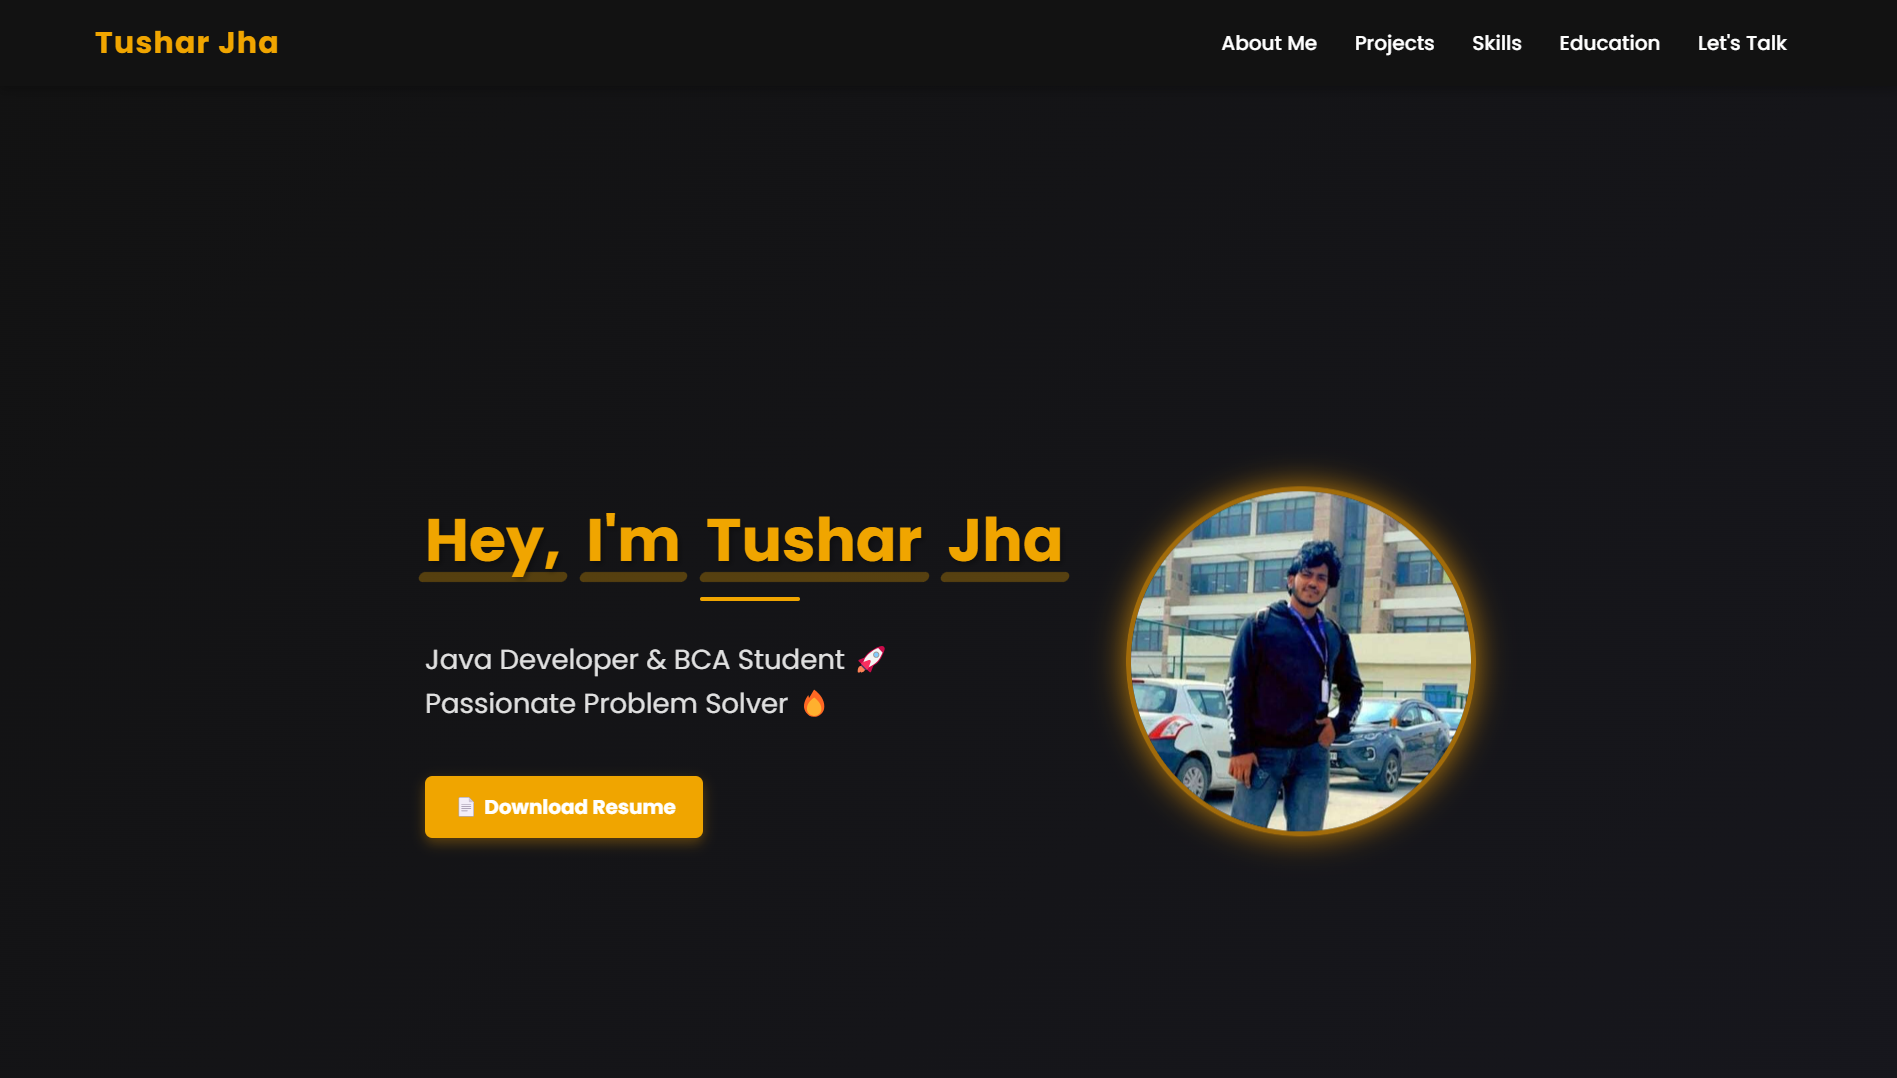 Tushar Jha
About Me Projects Skills Education Let's Talk
Hey, I'm Tushar Jha
Java Developer & BCA Student 🚀
Passionate Problem Solver 🔥
📄 Download Resume